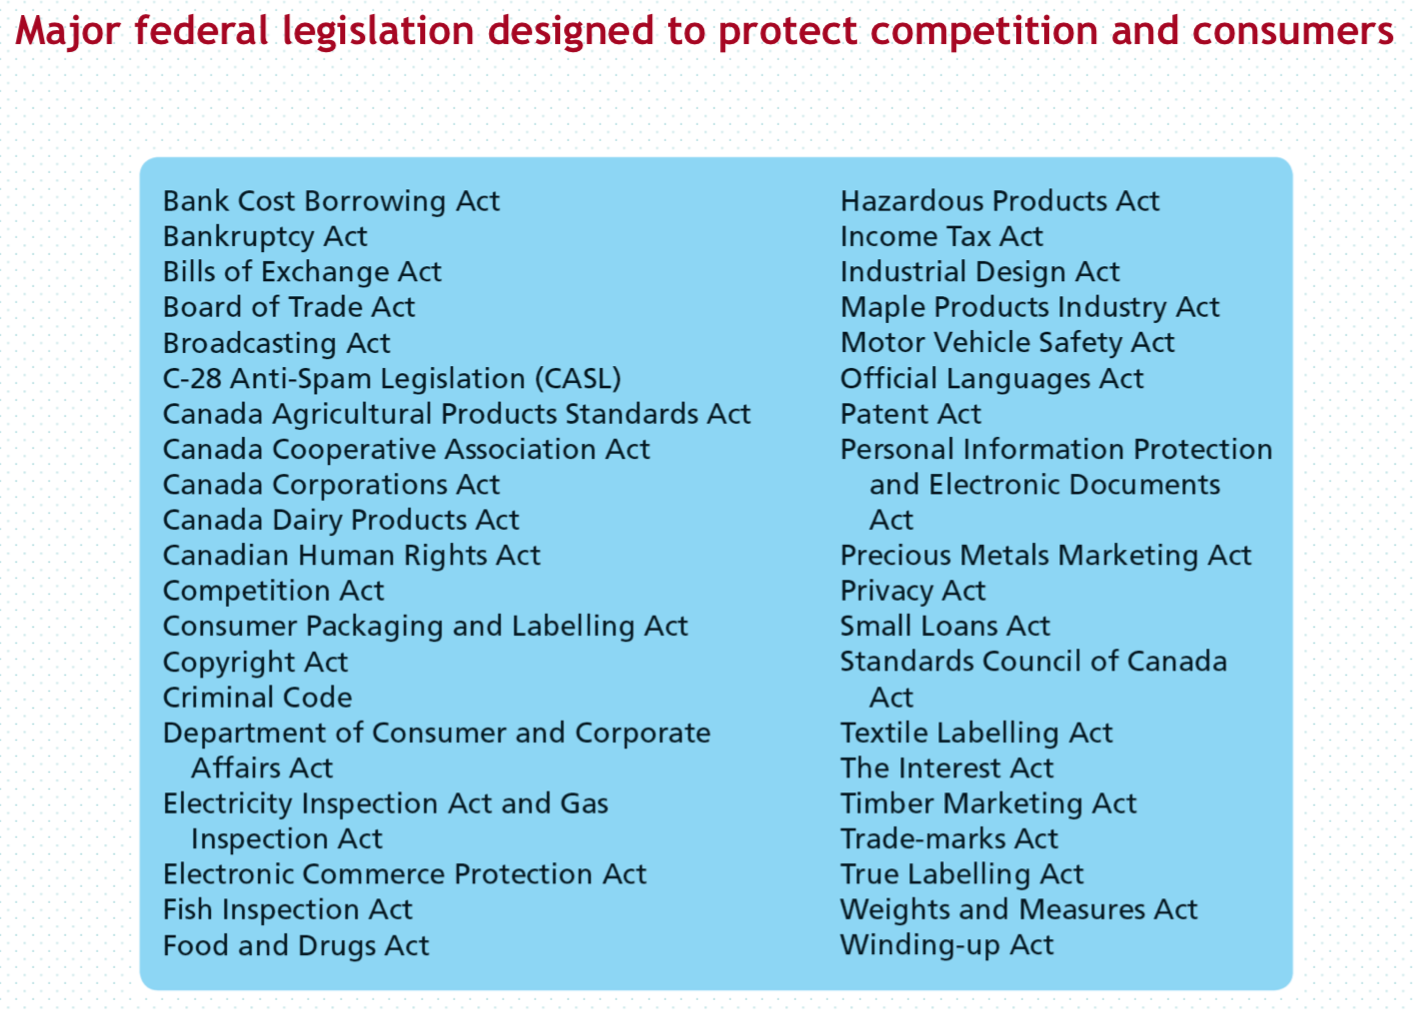 Major federal legislation designed to protect competition and consumers
Bank Cost Borrowing Act
Bankruptcy Act
Bills of Exchange Act
Board of Trade Act
Broadcasting Act
C-28 Anti-Spam Legislation (CASL)
Canada Agricultural Products Standards Act
Canada Cooperative Association Act
Canada Corporations Act
Canada Dairy Products Act
Canadian Human Rights Act
Competition Act
Consumer Packaging and Labelling Act
Copyright Act
Criminal Code
Department of Consumer and Corporate
Affairs Act
Electricity Inspection Act and Gas
Inspection Act
Electronic Commerce Protection Act
Fish Inspection Act
Food and Drugs Act
Hazardous Products Act
Income Tax Act
Industrial Design Act
Maple Products Industry Act
Motor Vehicle Safety Act
Official Languages Act
Patent Act
Personal Information Protection
and Electronic Documents
Act
Precious Metals Marketing Act
Privacy Act
Small Loans Act
Standards Council of Canada
Act
Textile Labelling Act
The Interest Act
Timber Marketing Act
Trade-marks Act
True Labelling Act
Weights and Measures Act
Winding-up Act